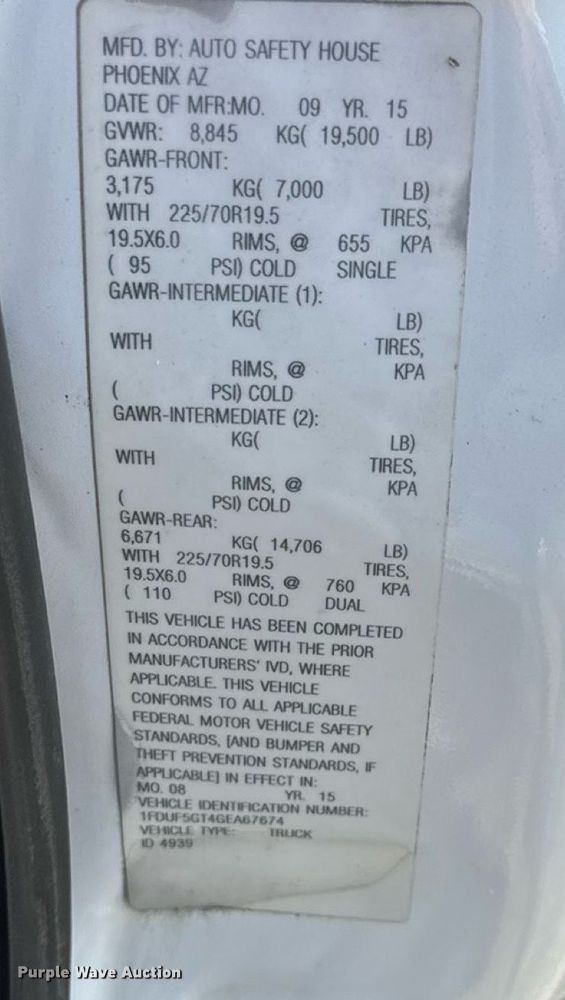 MFD. BY: AUTO SAFETY HOUSE
PHOENIX AZ
DATE OF MFR:MO. 09 YR. 15
GVWR: 8,845 KG( 19,500 LB)
GAWR-FRONT:
3,175 KG( 7,000 LB)
WITH 225/70R19.5 TIRES,
19.5X6.0 RIMS, @ 655 KPA
( 95 PSI) COLD SINGLE
GAWR-INTERMEDIATE (1):
KG( LB)
WITH TIRES,
RIMS, @ KPA
( PSI) COLD
GAWR-INTERMEDIATE (2):
KG( LB)
WITH TIRES,
RIMS, @ KPA
( PSI) COLD
GAWR-REAR:
6,671 KG( 14,706 LB)
WITH 225/70R19.5 TIRES,
19.5X6.0 RIMS, @ 760 KPA
( 110 PSI) COLD DUAL
THIS VEHICLE HAS BEEN COMPLETED
IN ACCORDANCE WITH THE PRIOR
MANUFACTURERS' IVD, WHERE
APPLICABLE. THIS VEHICLE
CONFORMS TO ALL APPLICABLE
FEDERAL MOTOR VEHICLE SAFETY
STANDARDS, [AND BUMPER AND
THEFT PREVENTION STANDARDS, IF
APPLICABLE] IN EFFECT IN:
MO. 08 YR. 15
VEHICLE IDENTIFICATION NUMBER:
1FDUF5GT4GEA67674
VEHICLE TYPE: TRUCK
ID 4939
Purple Wave Auction